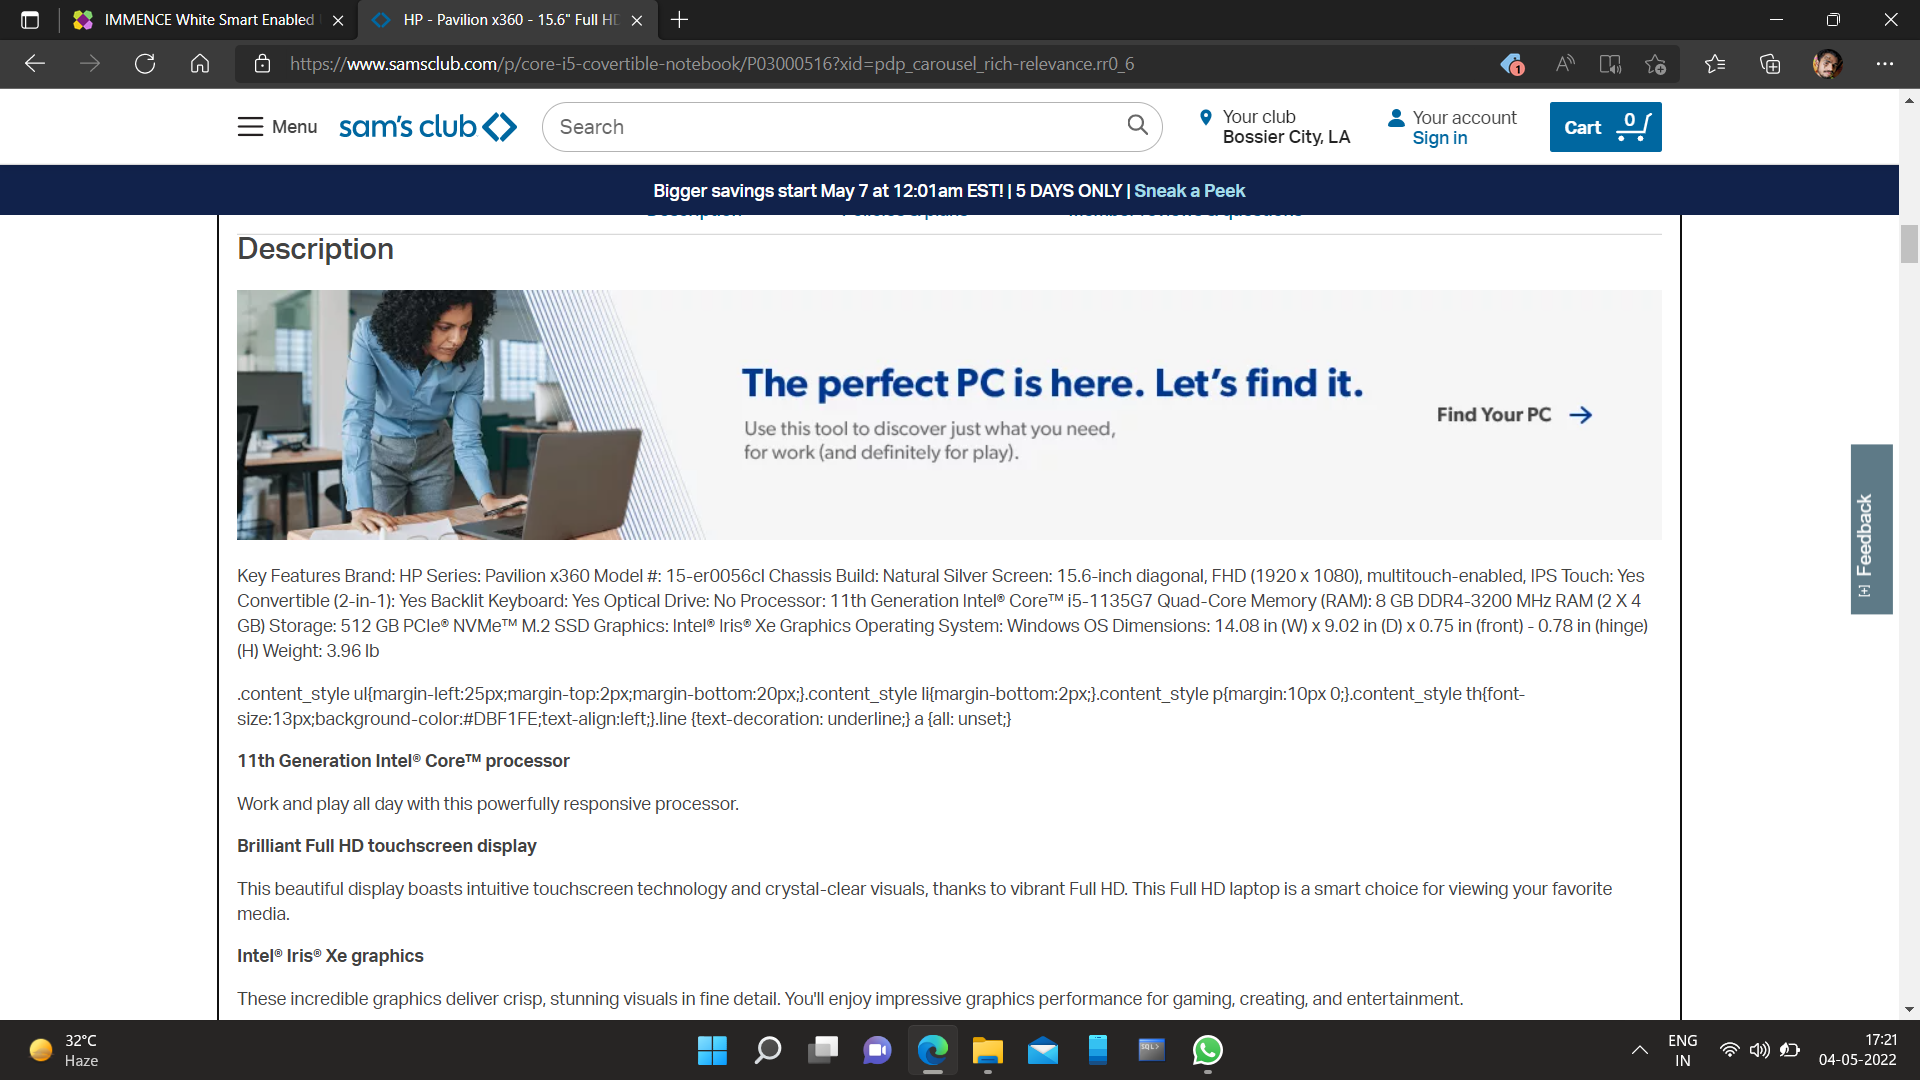 IMMENCE White Smart Enabled
HP - Pavilion x360 - 15.6" Full HD
https://www.samsclub.com/p/core-i5-covertible-notebook/P03000516?xid=pdp_carousel_rich-relevance.rr0_6
1
Menu
sam's club
Search
Your club
Bossier City, LA
Your account
Sign in
Cart
0
Bigger savings start May 7 at 12:01am EST! | 5 DAYS ONLY | Sneak a Peek
Description
The perfect PC is here. Let's find it.
Use this tool to discover just what you need,
for work (and definitely for play).
Find Your PC
[+] Feedback
Key Features Brand: HP Series: Pavilion x360 Model #: 15-er0056cl Chassis Build: Natural Silver Screen: 15.6-inch diagonal, FHD (1920 x 1080), multitouch-enabled, IPS Touch: Yes
Convertible (2-in-1): Yes Backlit Keyboard: Yes Optical Drive: No Processor: 11th Generation Intel® Core™ i5-1135G7 Quad-Core Memory (RAM): 8 GB DDR4-3200 MHz RAM (2 X 4
GB) Storage: 512 GB PCIe® NVMe™ M.2 SSD Graphics: Intel® Iris® Xe Graphics Operating System: Windows OS Dimensions: 14.08 in (W) x 9.02 in (D) x 0.75 in (front) - 0.78 in (hinge)
(H) Weight: 3.96 lb
.content_style ul{margin-left:25px;margin-top:2px;margin-bottom:20px;}.content_style li{margin-bottom:2px;}.content_style p{margin:10px 0;}.content_style th{font-
size:13px;background-color:#DBF1FE;text-align:left;}.line {text-decoration: underline;} a {all: unset;}
11th Generation Intel® Core™ processor
Work and play all day with this powerfully responsive processor.
Brilliant Full HD touchscreen display
This beautiful display boasts intuitive touchscreen technology and crystal-clear visuals, thanks to vibrant Full HD. This Full HD laptop is a smart choice for viewing your favorite
media.
Intel® Iris® Xe graphics
These incredible graphics deliver crisp, stunning visuals in fine detail. You'll enjoy impressive graphics performance for gaming, creating, and entertainment.
32°C
Haze
SQL>
ENG
IN
17:21
04-05-2022